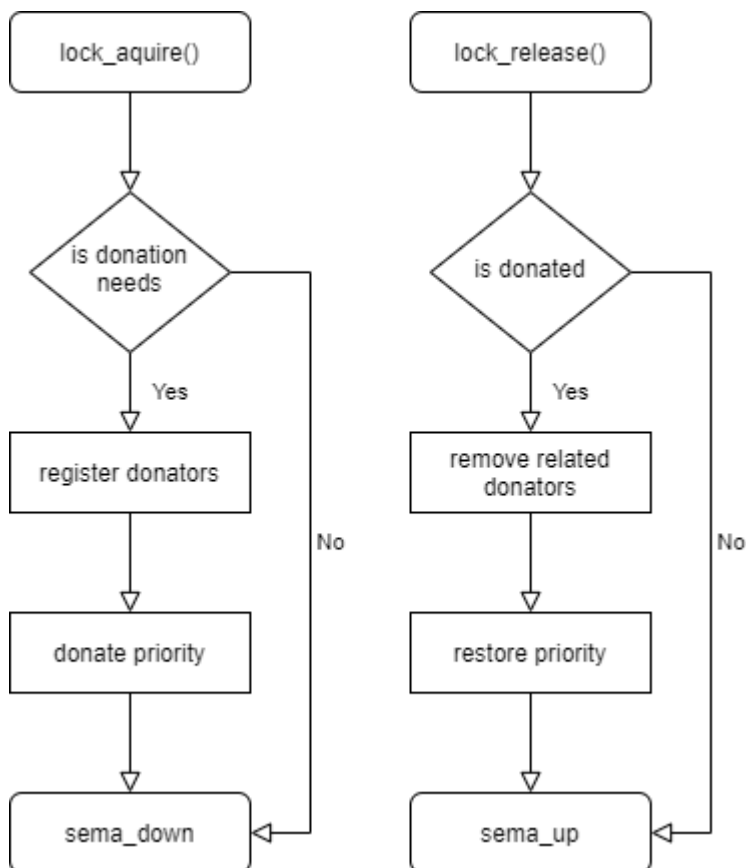 lock_aquire()
is donation
needs
Yes
register donators
No
donate priority
sema_down
lock_release()
is donated
Yes
remove related
donators
No
restore priority
sema_up